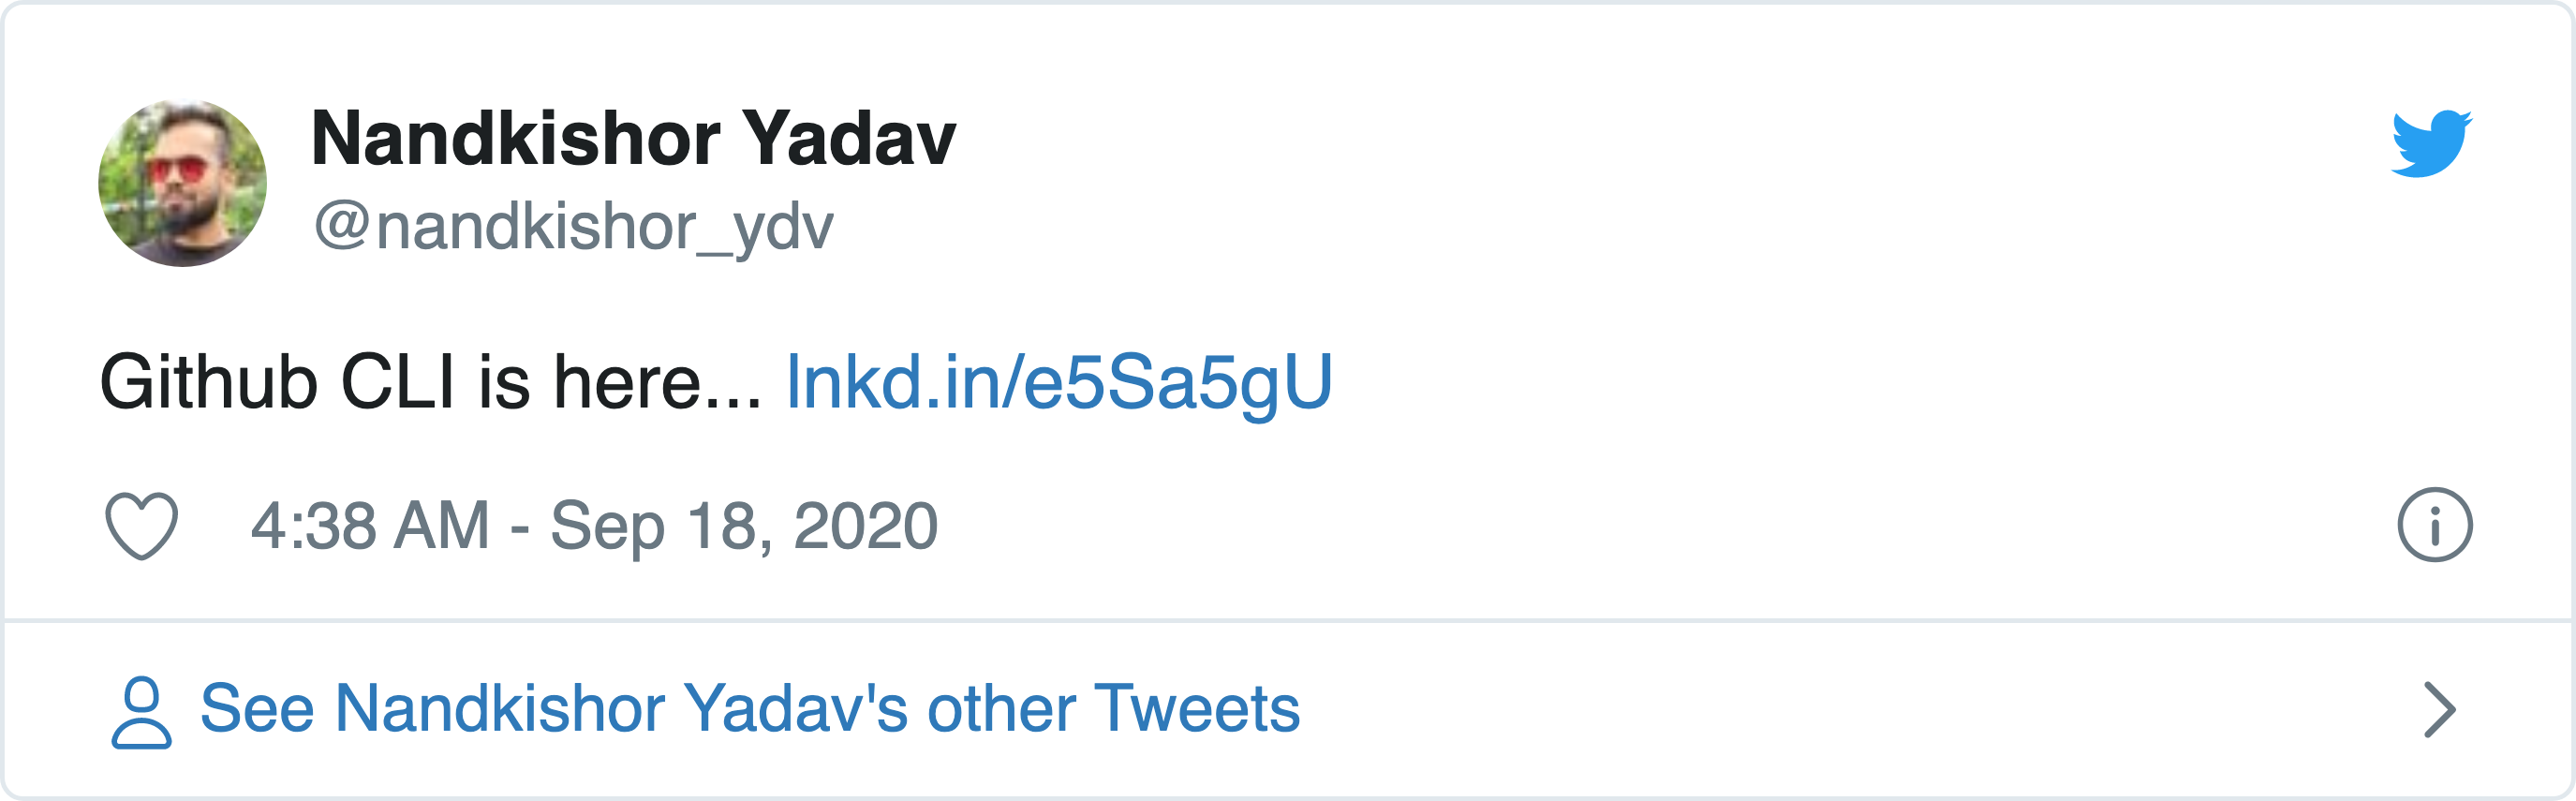 Nandkishor Yadav
@nandkishor_ydv
Github CLI is here... lnkd.in/e5Sa5gU
4:38 AM - Sep 18, 2020
See Nandkishor Yadav's other Tweets